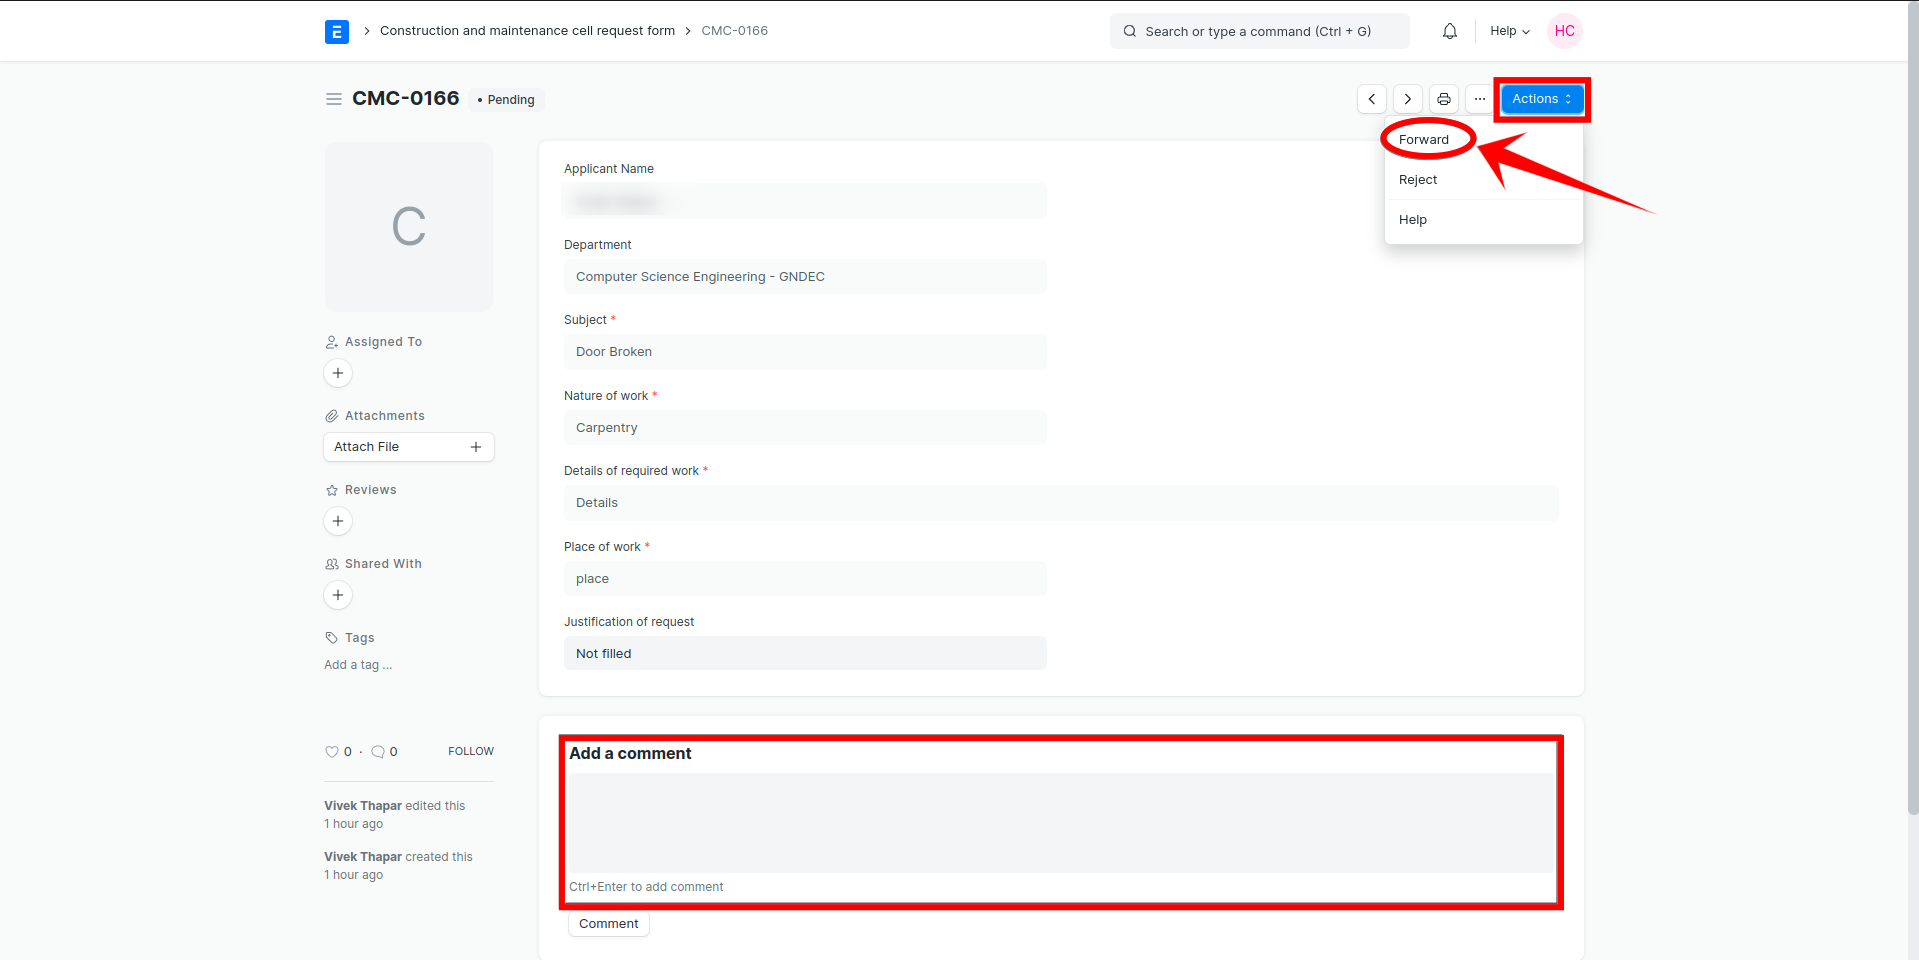 Construction and maintenance cell request form
CMC-0166
Search or type a command (Ctrl + G)
Help
HC
CMC-0166
• Pending
...
Actions
Forward
Reject
Help
C
Assigned To
Attachments
Attach File
Reviews
Shared With
Tags
Add a tag ...
0 · 0
FOLLOW
Vivek Thapar edited this
1 hour ago
Vivek Thapar created this
1 hour ago
Applicant Name
Department
Computer Science Engineering - GNDEC
Subject *
Door Broken
Nature of work *
Carpentry
Details of required work *
Details
Place of work *
place
Justification of request
Not filled
Add a comment
Ctrl+Enter to add comment
Comment